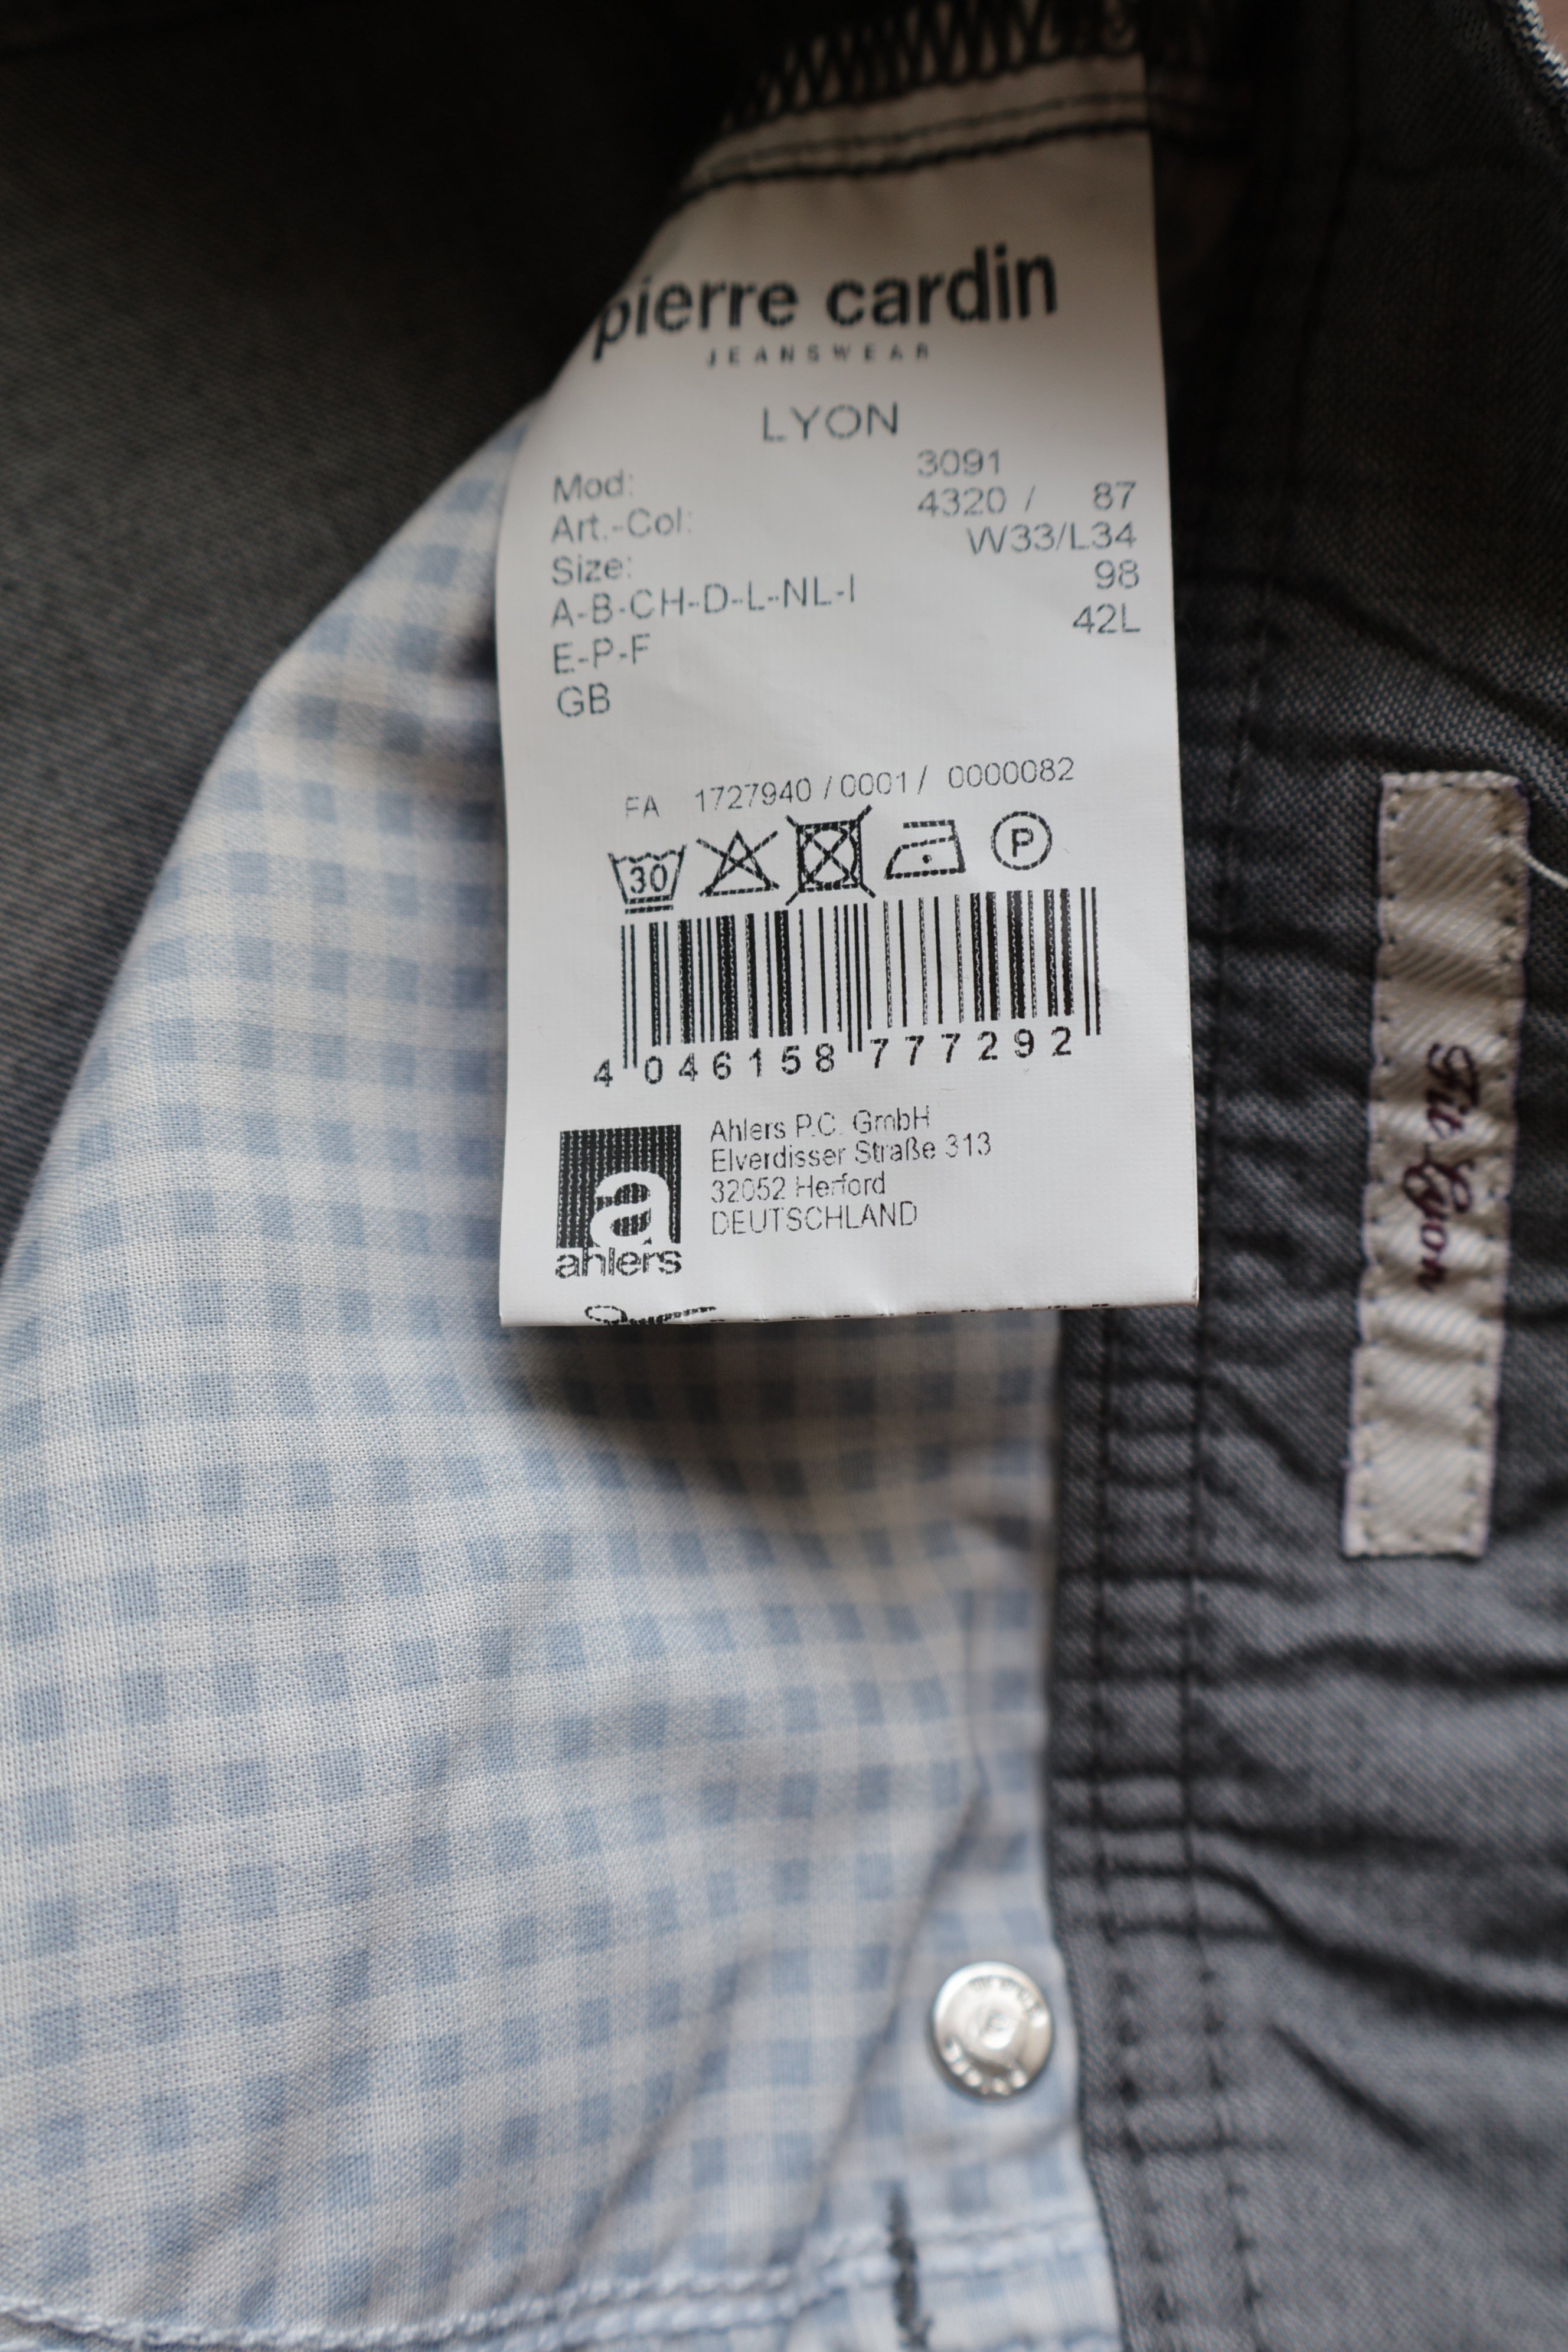 pierre cardin
JEANSWEAR
LYON
Mod: 3091
Art.-Col: 4320 / 87
Size: W33/L34
A-B-CH-D-L-NL-I 98
E-P-F 42L
GB
FA 1727940 / 0001 / 0000082
30
P
4 046158 777292
Ahlers P.C. GmbH
Elverdisser Straße 313
32052 Herford
DEUTSCHLAND
a
ahlers
Fit Lyon